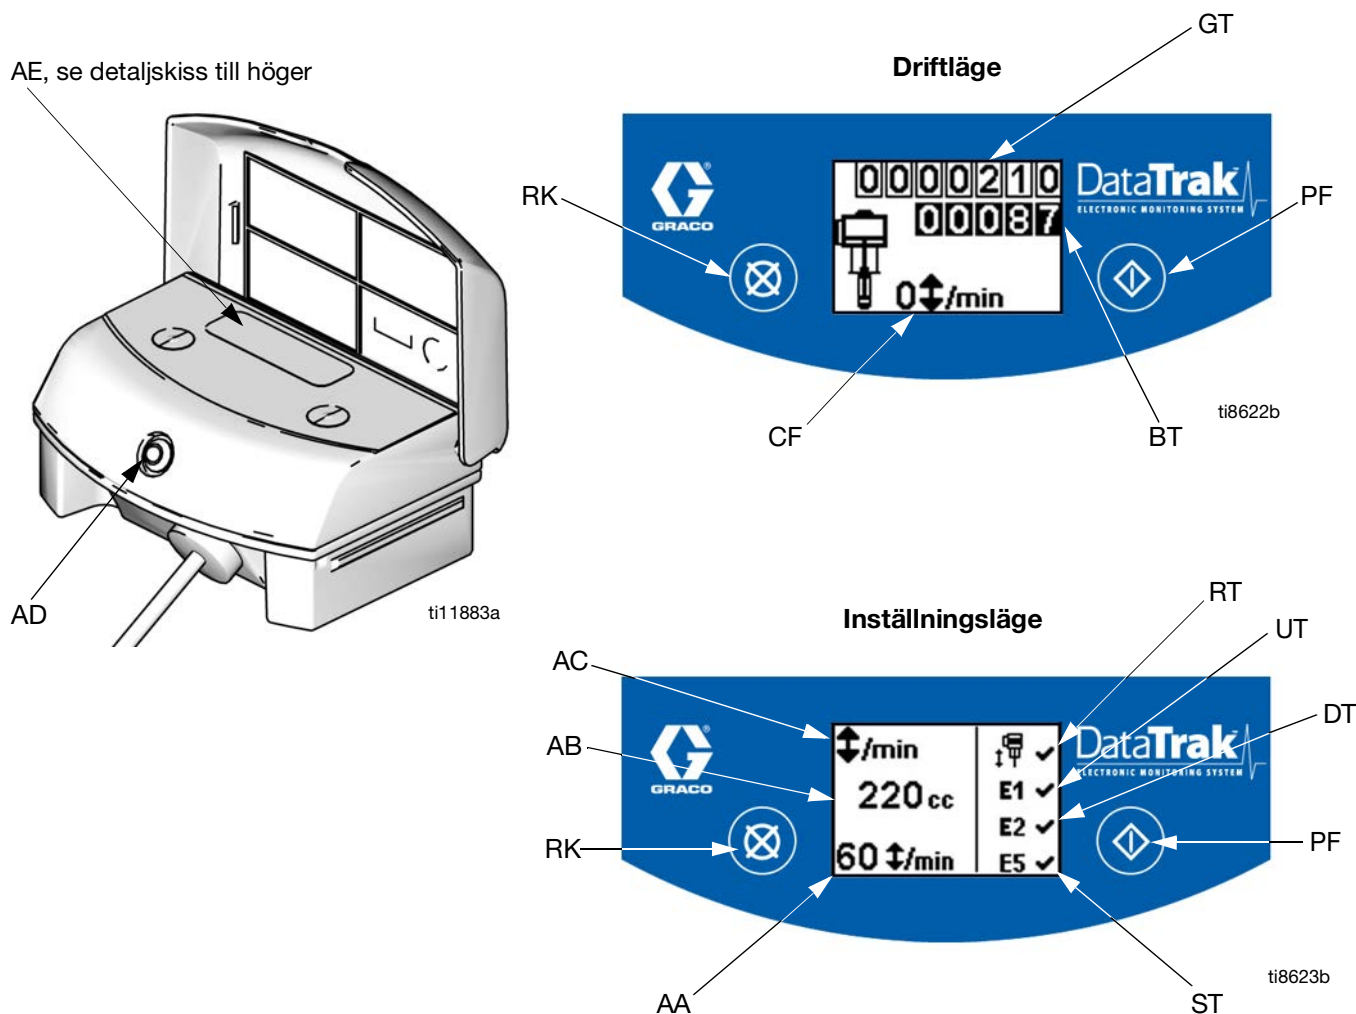 AE, se detaljskiss till höger
AD
ti11883a
Driftläge
GT
RK
PF
GRACO
DataTrak
ELECTRONIC MONITORING SYSTEM
0000210
00087
0 /min
CF
BT
ti8622b
Inställningsläge
RT
UT
AC
DT
AB
RK
PF
GRACO
DataTrak
ELECTRONIC MONITORING SYSTEM
/min
220 cc
60 /min
E1
E2
E5
AA
ST
ti8623b